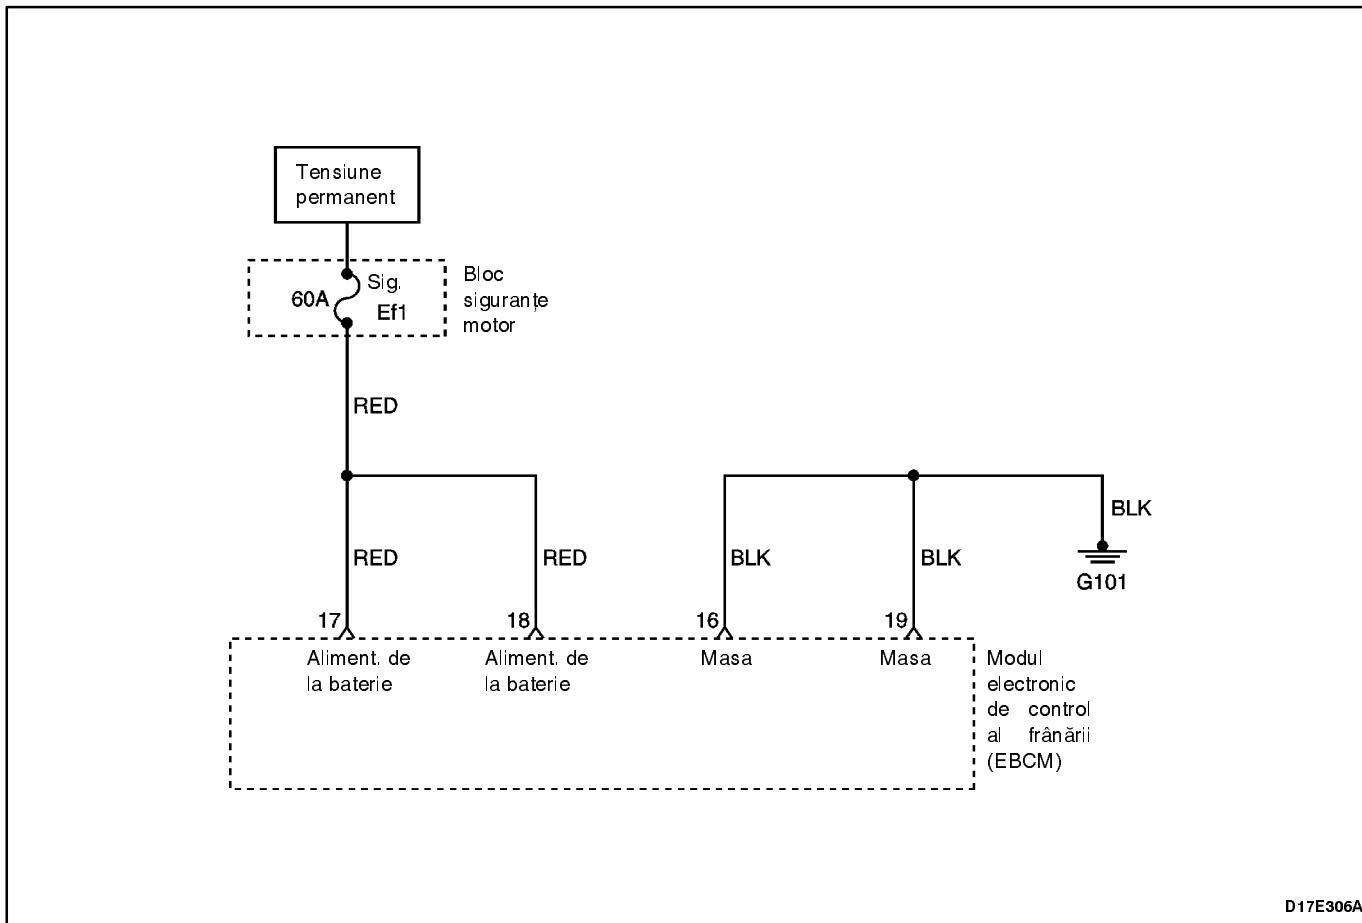 Tensiune
permanent
Sig.
60A
Ef1
Bloc
siguranțe
motor
RED
RED
RED
BLK
BLK
BLK
G101
17
18
16
19
Aliment. de
la baterie
Aliment. de
la baterie
Masa
Masa
Modul
electronic
de control
al frânării
(EBCM)
D17E306A